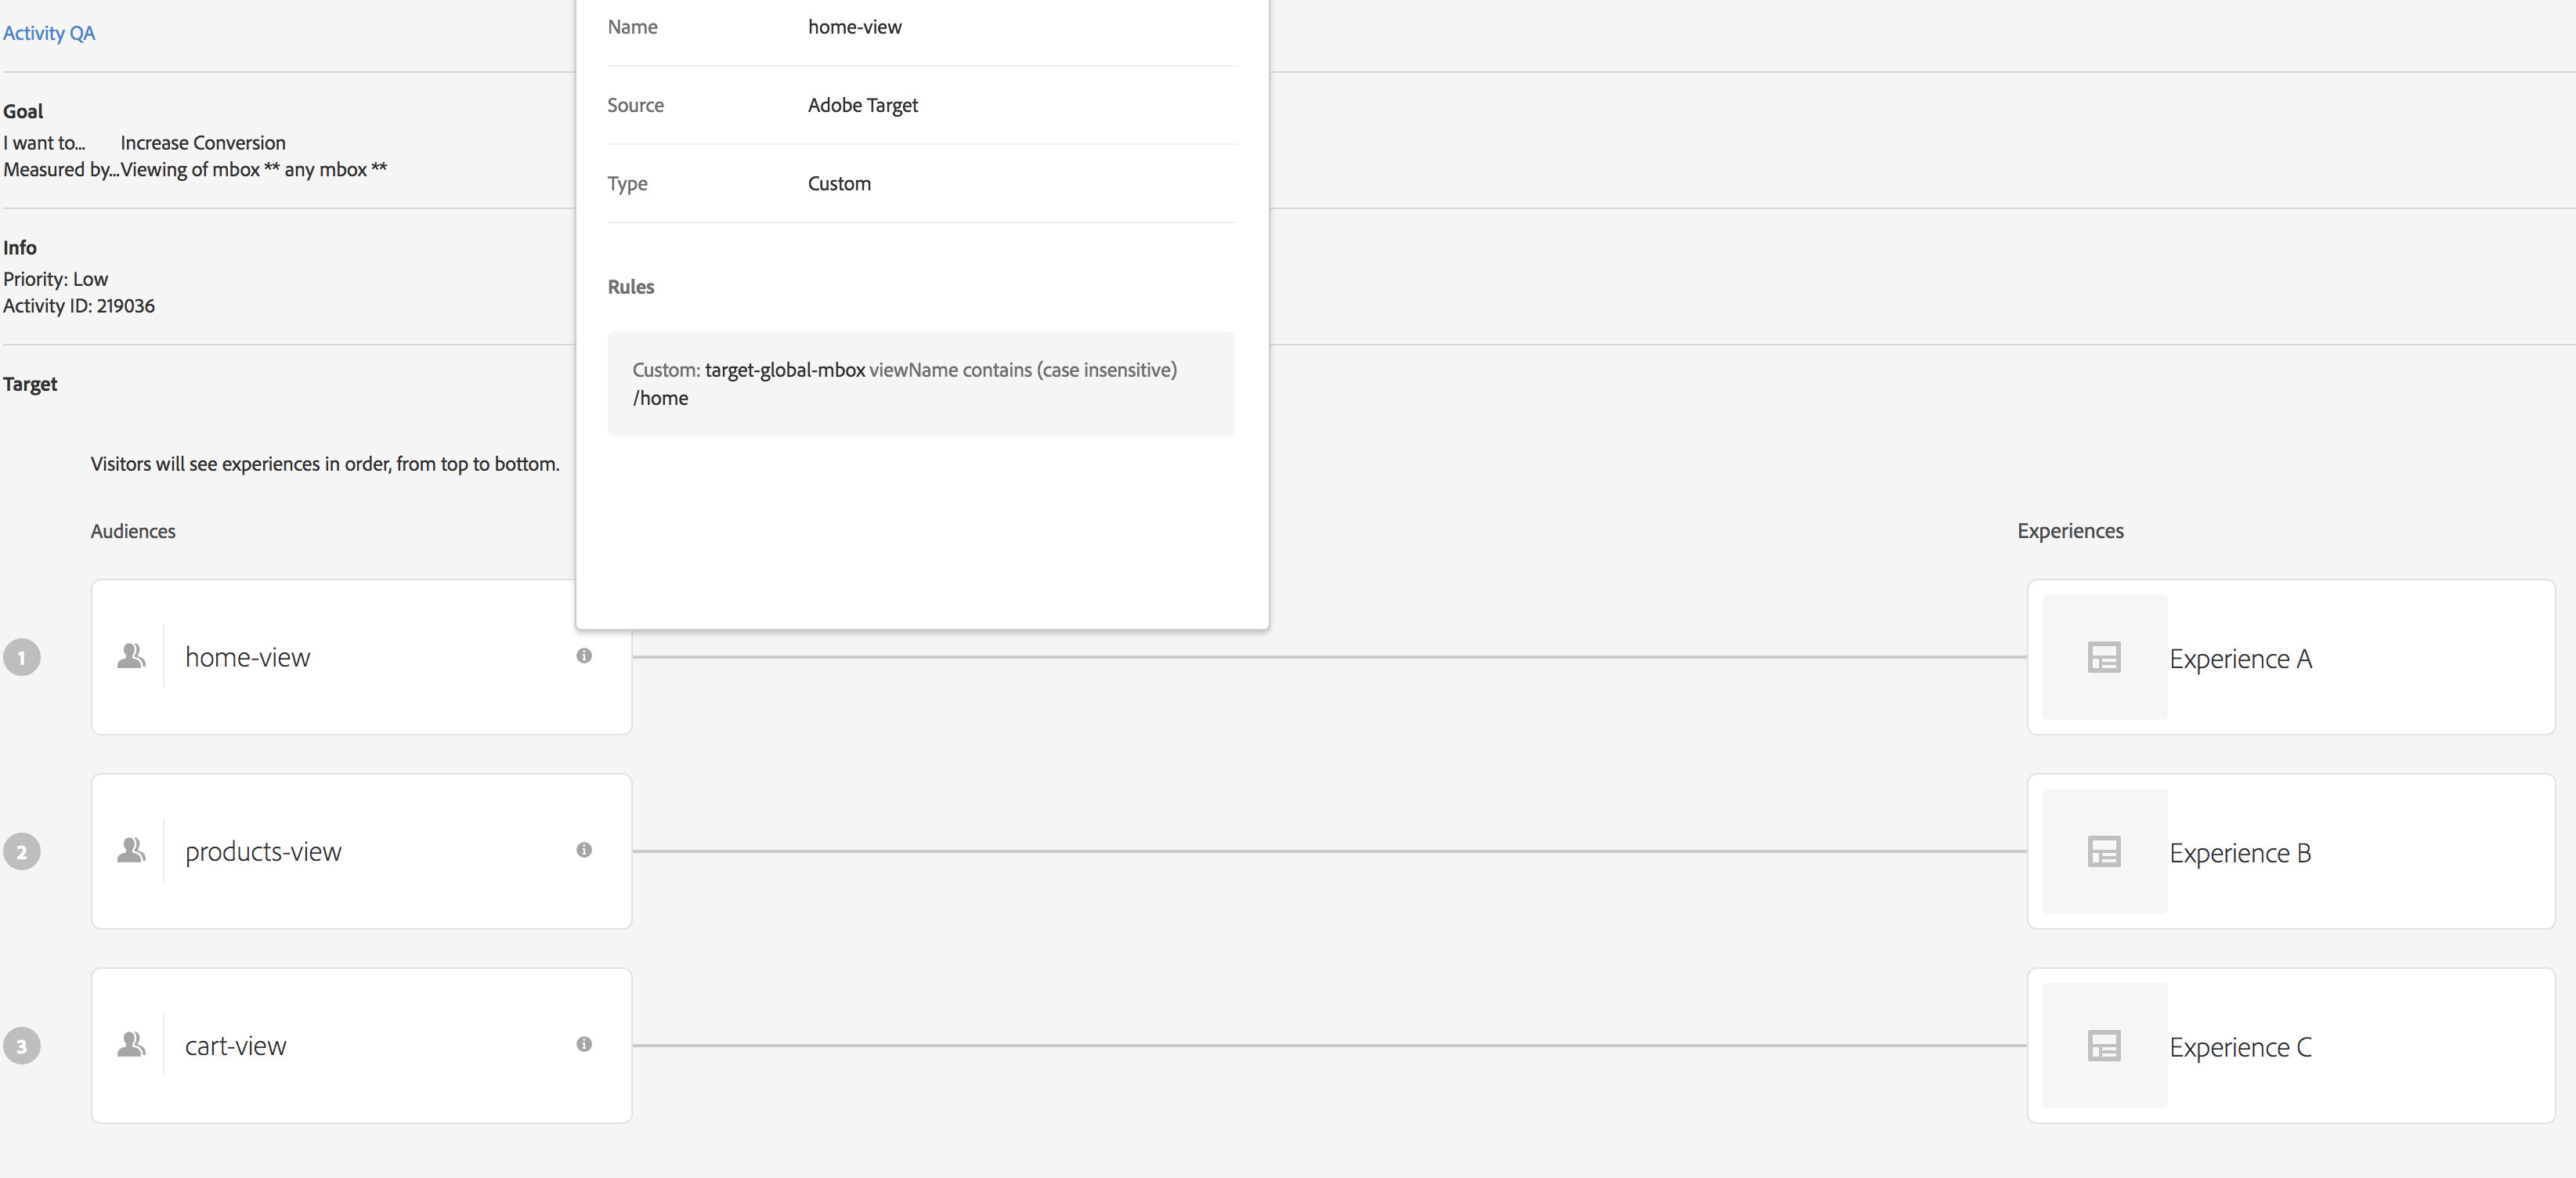 Activity QA
Goal
I want to... Increase Conversion
Measured by... Viewing of mbox ** any mbox **
Info
Priority: Low
Activity ID: 219036
Target
Name home-view
Source Adobe Target
Type Custom
Rules
Custom: target-global-mbox viewName contains (case insensitive)
/home
Visitors will see experiences in order, from top to bottom.
Audiences Experiences
1 home-view Experience A
2 products-view Experience B
3 cart-view Experience C